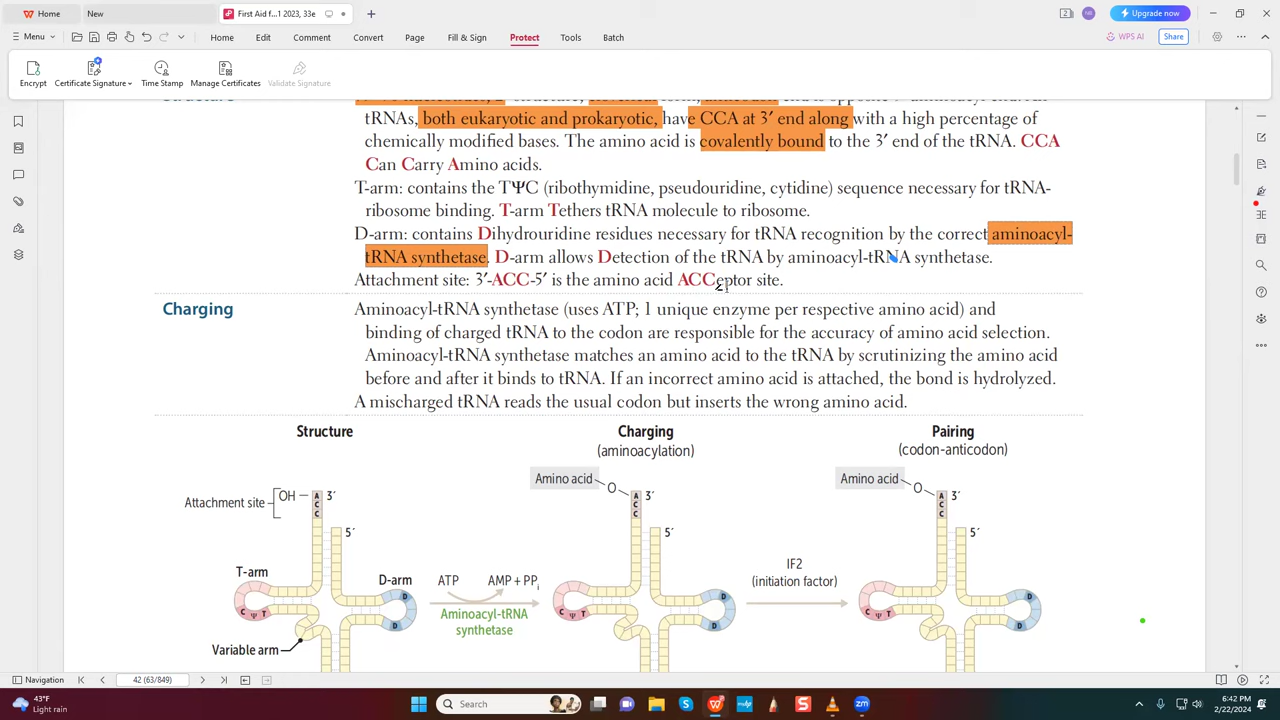 Home
New
First Aid f...1 2023, 33e
2
NB
Upgrade now
Menu
Home
Edit
Comment
Convert
Page
Fill & Sign
Protect
Tools
Batch
WPS AI
Share
Encrypt
Certificate Signature
Time Stamp
Manage Certificates
Validate Signature
tRNAs, both eukaryotic and prokaryotic, have CCA at 3′ end along with a high percentage of
chemically modified bases. The amino acid is covalently bound to the 3′ end of the tRNA. CCA
Can Carry Amino acids.
T-arm: contains the TΨC (ribothymidine, pseudouridine, cytidine) sequence necessary for tRNA-
ribosome binding. T-arm Tethers tRNA molecule to ribosome.
D-arm: contains Dihydrouridine residues necessary for tRNA recognition by the correct aminoacyl-
tRNA synthetase. D-arm allows Detection of the tRNA by aminoacyl-tRNA synthetase.
Attachment site: 3′-ACC-5′ is the amino acid ACCeptor site.
Charging
Aminoacyl-tRNA synthetase (uses ATP; 1 unique enzyme per respective amino acid) and
binding of charged tRNA to the codon are responsible for the accuracy of amino acid selection.
Aminoacyl-tRNA synthetase matches an amino acid to the tRNA by scrutinizing the amino acid
before and after it binds to tRNA. If an incorrect amino acid is attached, the bond is hydrolyzed.
A mischarged tRNA reads the usual codon but inserts the wrong amino acid.
Structure
Charging
(aminoacylation)
Pairing
(codon-anticodon)
Attachment site
OH
A
C
C
3′
5′
T-arm
D-arm
C Ψ T
D
D
Variable arm
ATP
AMP + PPi
Aminoacyl-tRNA
synthetase
Amino acid
O
A
C
C
3′
5′
C Ψ T
D
D
IF2
(initiation factor)
Amino acid
O
A
C
C
3′
5′
C Ψ T
D
D
Navigation
42 (63/849)
43°F
Light rain
Search
6:42 PM
2/22/2024